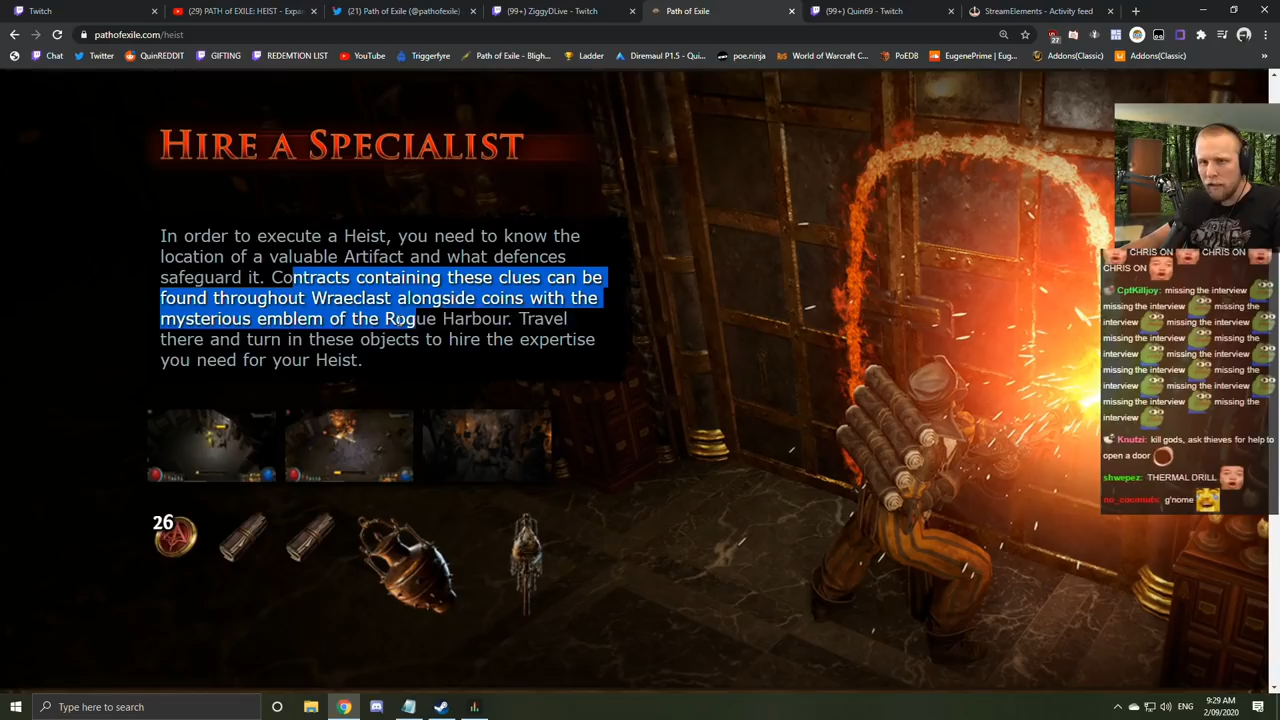 Twitch
(29) PATH OF EXILE: HEIST - Expan
(21) Path of Exile (@pathofexile)
(99+) ZiggyDLive - Twitch
Path of Exile
(99+) Quin69 - Twitch
StreamElements - Activity feed
pathofexile.com/heist
27
Chat
Twitter
QuinREDDIT
GIFTING
REDEMTION LIST
YouTube
Triggerfyre
Path of Exile - Bligh...
Ladder
Diremaul P1.5 - Qui...
poe.ninja
World of Warcraft C...
PoEDB
EugenePrime | Eug...
Addons(Classic)
Addons(Classic)
HIRE A SPECIALIST
In order to execute a Heist, you need to know the
location of a valuable Artifact and what defences
safeguard it. Contracts containing these clues can be
found throughout Wraeclast alongside coins with the
mysterious emblem of the Rogue Harbour. Travel
there and turn in these objects to hire the expertise
you need for your Heist.
26
CHRIS ON CHRIS ON
CHRIS ON
CptKilljoy: missing the interview
missing the interview missing the
interview missing the interview
missing the interview missing the
interview missing the interview
missing the interview missing the
interview missing the interview
missing the interview missing the
interview
Knutzi: kill gods, ask thieves for help to
open a door
shwepez: THERMAL DRILL
no_coconuts: g'nome
Type here to search
ENG
9:29 AM
2/09/2020